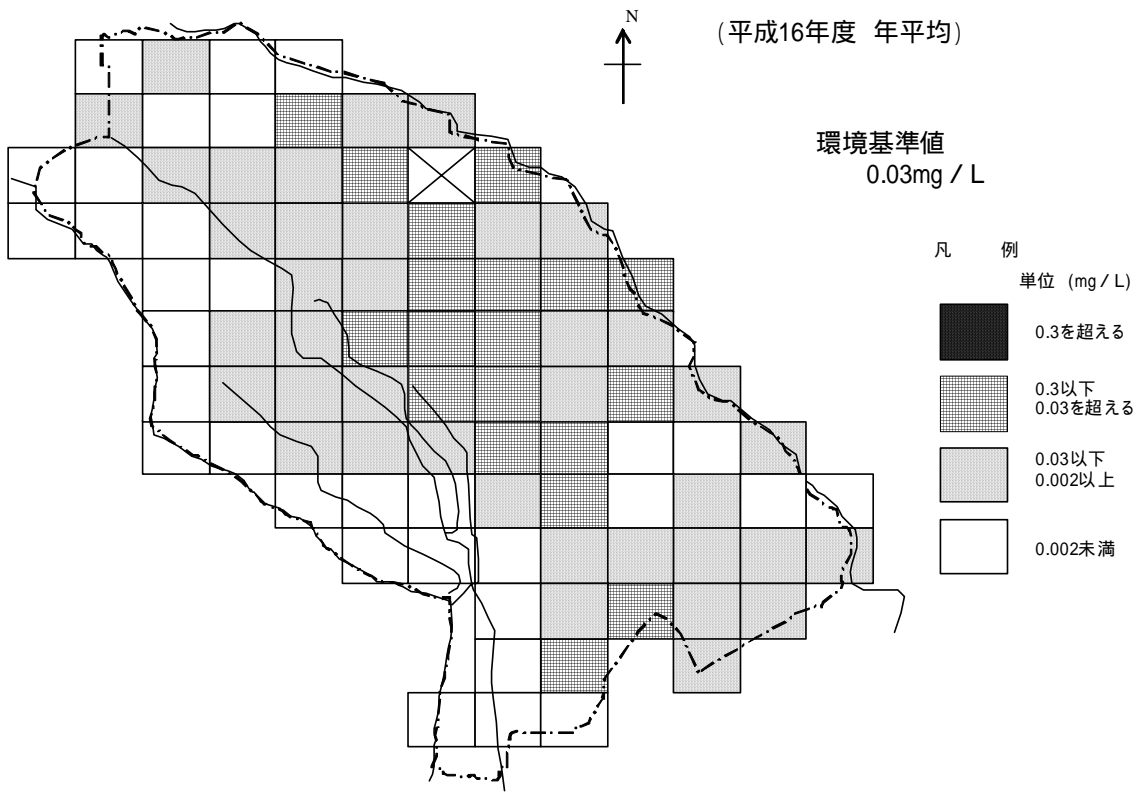 N
(平成16年度 年平均)
環境基準値
0.03mg / L
凡 例
単位 (mg / L)
0.3を超える
0.3以下
0.03を超える
0.03以下
0.002以上
0.002未満